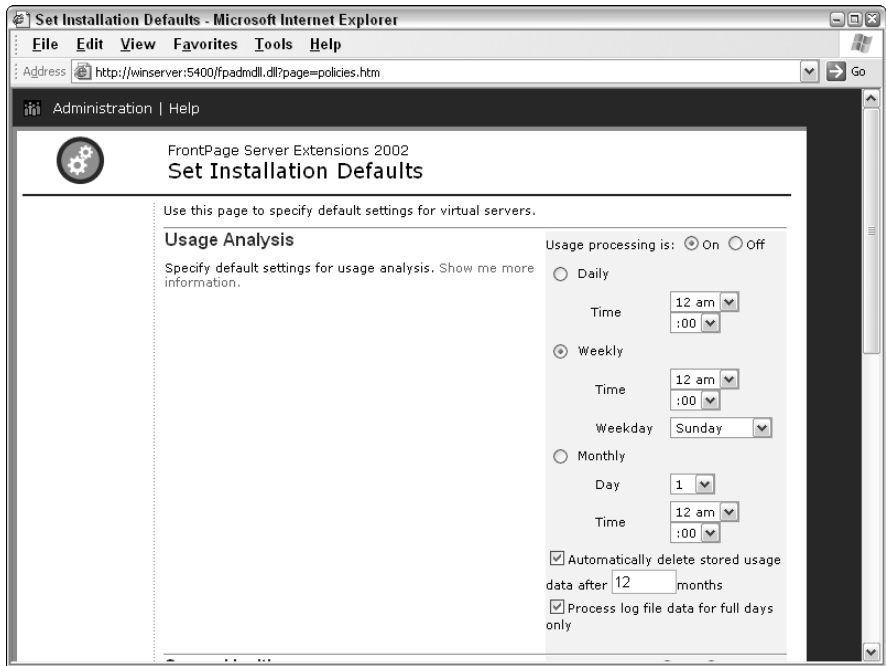 Set Installation Defaults - Microsoft Internet Explorer
File Edit View Favorites Tools Help
Address http://winserver:5400/fpadmdll.dll?page=policies.htm Go
Administration | Help
FrontPage Server Extensions 2002
Set Installation Defaults
Use this page to specify default settings for virtual servers.
Usage Analysis
Specify default settings for usage analysis. Show me more
information.
Usage processing is: On Off
Daily
Time 12 am
:00
Weekly
Time 12 am
:00
Weekday Sunday
Monthly
Day 1
Time 12 am
:00
Automatically delete stored usage
data after 12 months
Process log file data for full days
only